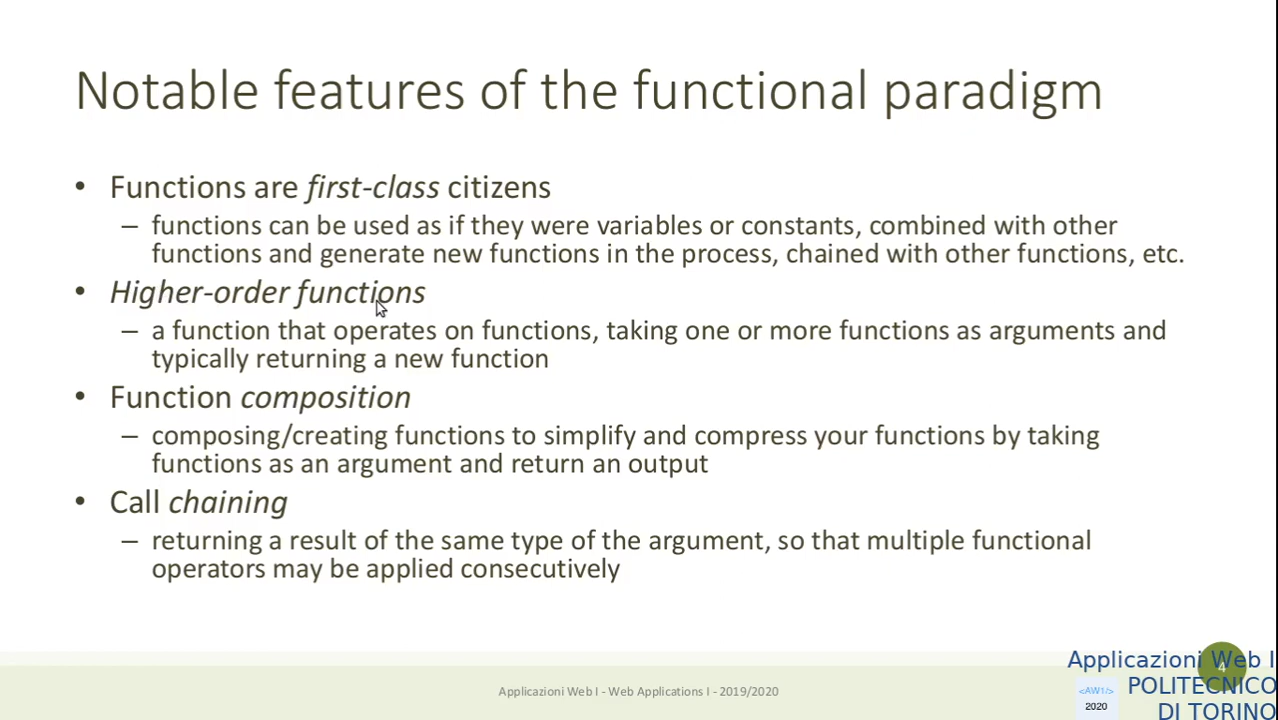 Notable features of the functional paradigm
• Functions are first-class citizens
– functions can be used as if they were variables or constants, combined with other
functions and generate new functions in the process, chained with other functions, etc.
• Higher-order functions
– a function that operates on functions, taking one or more functions as arguments and
typically returning a new function
• Function composition
– composing/creating functions to simplify and compress your functions by taking
functions as an argument and return an output
• Call chaining
– returning a result of the same type of the argument, so that multiple functional
operators may be applied consecutively
Applicazioni Web I - Web Applications I - 2019/2020
4
Applicazioni Web I
POLITECNICO
DI TORINO
<AW1/>
2020